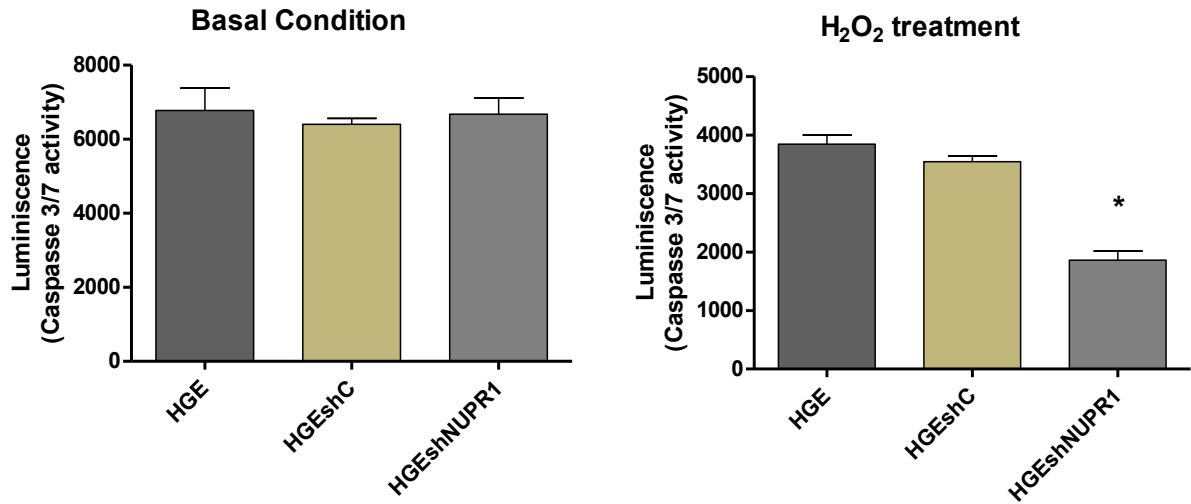 Basal Condition
Luminiscence
(Caspasse 3/7 activity)
8000
6000
4000
2000
0
HGE
HGEshC
HGEshNUPR1
H₂O₂ treatment
Luminiscence
(Caspasse 3/7 activity)
5000
4000
3000
2000
1000
0
*
HGE
HGEshC
HGEshNUPR1